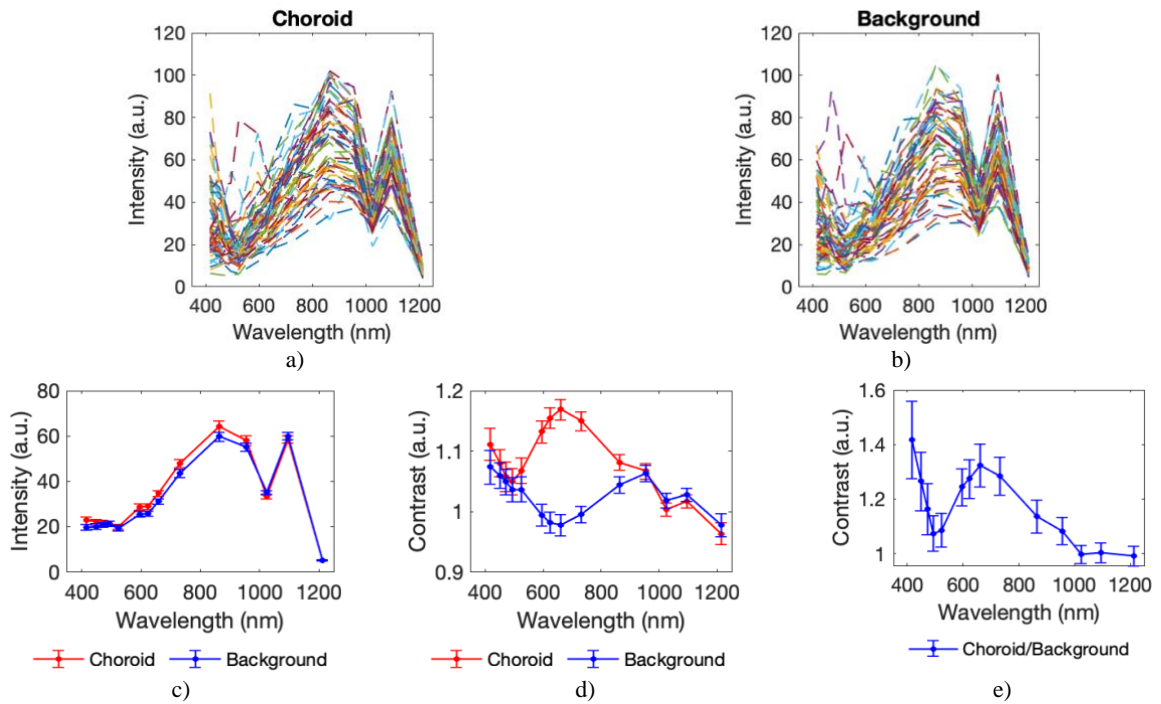 Choroid
Intensity (a.u.)
120
100
80
60
40
20
0
400 600 800 1000 1200
Wavelength (nm)
a)
Background
Intensity (a.u.)
120
100
80
60
40
20
0
400 600 800 1000 1200
Wavelength (nm)
b)
Intensity (a.u.)
80
60
40
20
0
400 600 800 1000 1200
Wavelength (nm)
Choroid Background
c)
Contrast (a.u.)
1.2
1.1
1
0.9
400 600 800 1000 1200
Wavelength (nm)
Choroid Background
d)
Contrast (a.u.)
1.6
1.4
1.2
1
400 600 800 1000 1200
Wavelength (nm)
Choroid/Background
e)